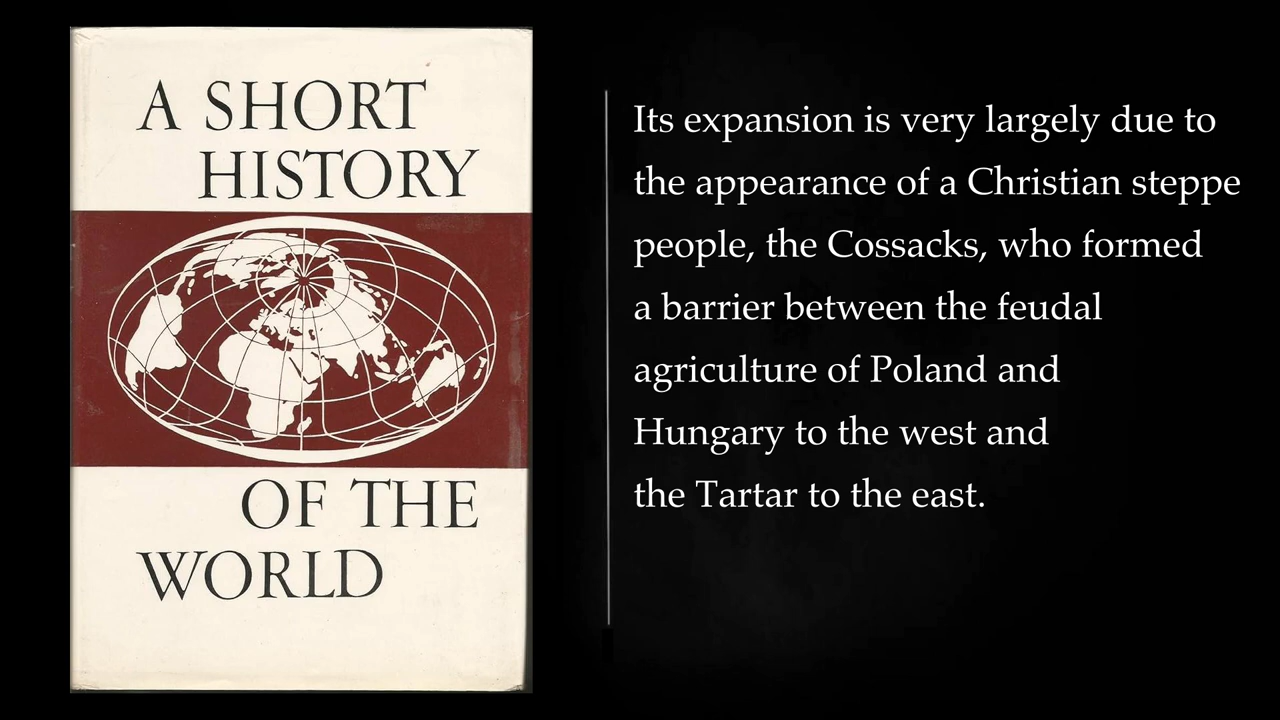 A SHORT
HISTORY
OF THE
WORLD
Its expansion is very largely due to
the appearance of a Christian steppe
people, the Cossacks, who formed
a barrier between the feudal
agriculture of Poland and
Hungary to the west and
the Tartar to the east.